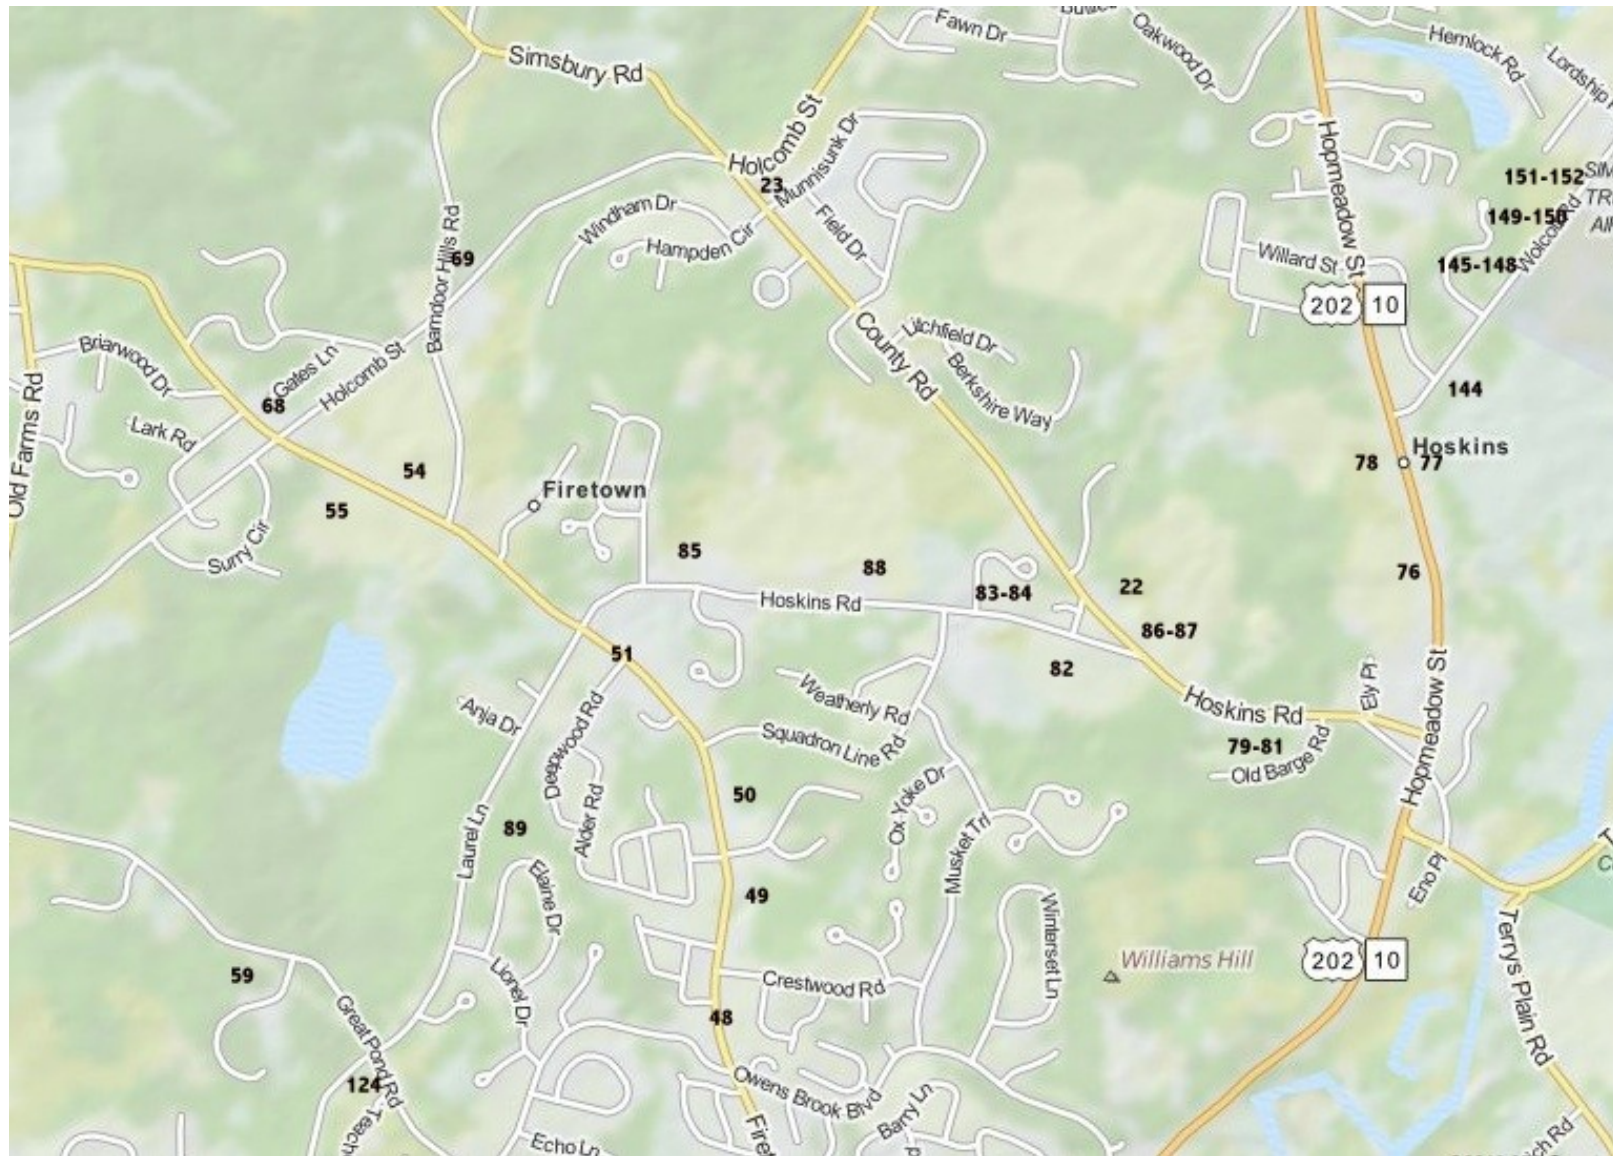 Fawn Dr
Oakwood Dr
Hemlock Rd
Lordship
Simsbury Rd
Holcomb St
Munnisunk Dr
Hopmeadow St
23
151-152
149-150
Wolcott Rd
145-148
Windham Dr
Hampden Cir
Field Dr
Willard St
Barndoor Hills Rd
69
202
10
Briarwood Dr
Gates Ln
Holcomb St
County Rd
Litchfield Dr
Berkshire Way
Old Farms Rd
68
144
Lark Rd
54
55
Hoskins
78
77
Firetown
Surry Cir
85
88
83-84
22
76
Hoskins Rd
86-87
51
82
Anja Dr
Deepwood Rd
Weatherly Rd
Squadron Line Rd
Hoskins Rd
Ely Pl
79-81
Old Barge Rd
Hopmeadow St
50
89
Laurel Ln
Alder Rd
Ox Yoke Dr
Musket Trl
Elaine Dr
49
Eno Pl
Winterset Ln
Williams Hill
202
10
Terrys Plain Rd
59
Lionel Dr
Crestwood Rd
Great Pond Rd
48
124
Owens Brook Blvd
Barry Ln
Echo Ln